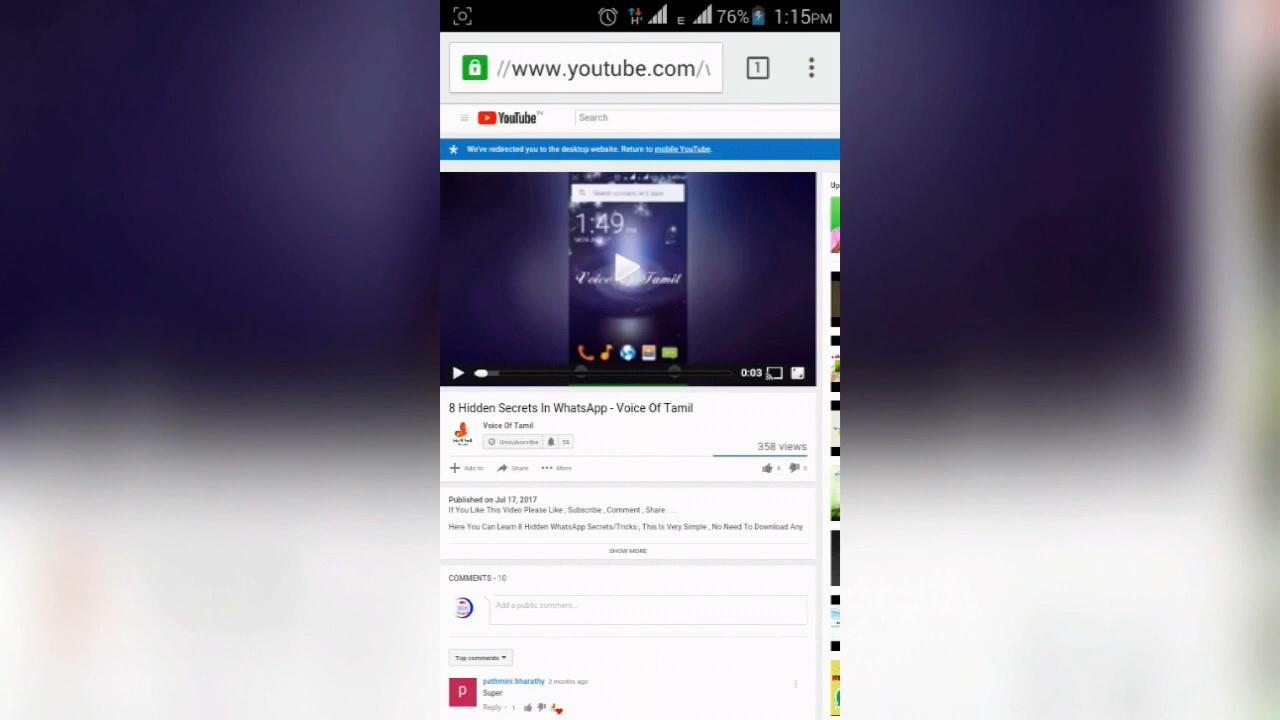 H+ E 76% 1:15PM
//www.youtube.com/
1
YouTube IN
Search
We've redirected you to the desktop website. Return to mobile YouTube.
Up
1:49
Voice Of Tamil
0:03
8 Hidden Secrets In WhatsApp - Voice Of Tamil
Voice Of Tamil
Unsubscribe 58
358 views
Add to Share More
Published on Jul 17, 2017
If You Like This Video Please Like , Subscribe , Comment , Share . . .
Here You Can Learn 8 Hidden WhatsApp Secrets/Tricks , This Is Very Simple , No Need To Download Any
SHOW MORE
COMMENTS • 10
Add a public comment...
Top comments
p
pathmini bharathy 2 months ago
Super
Reply • 1